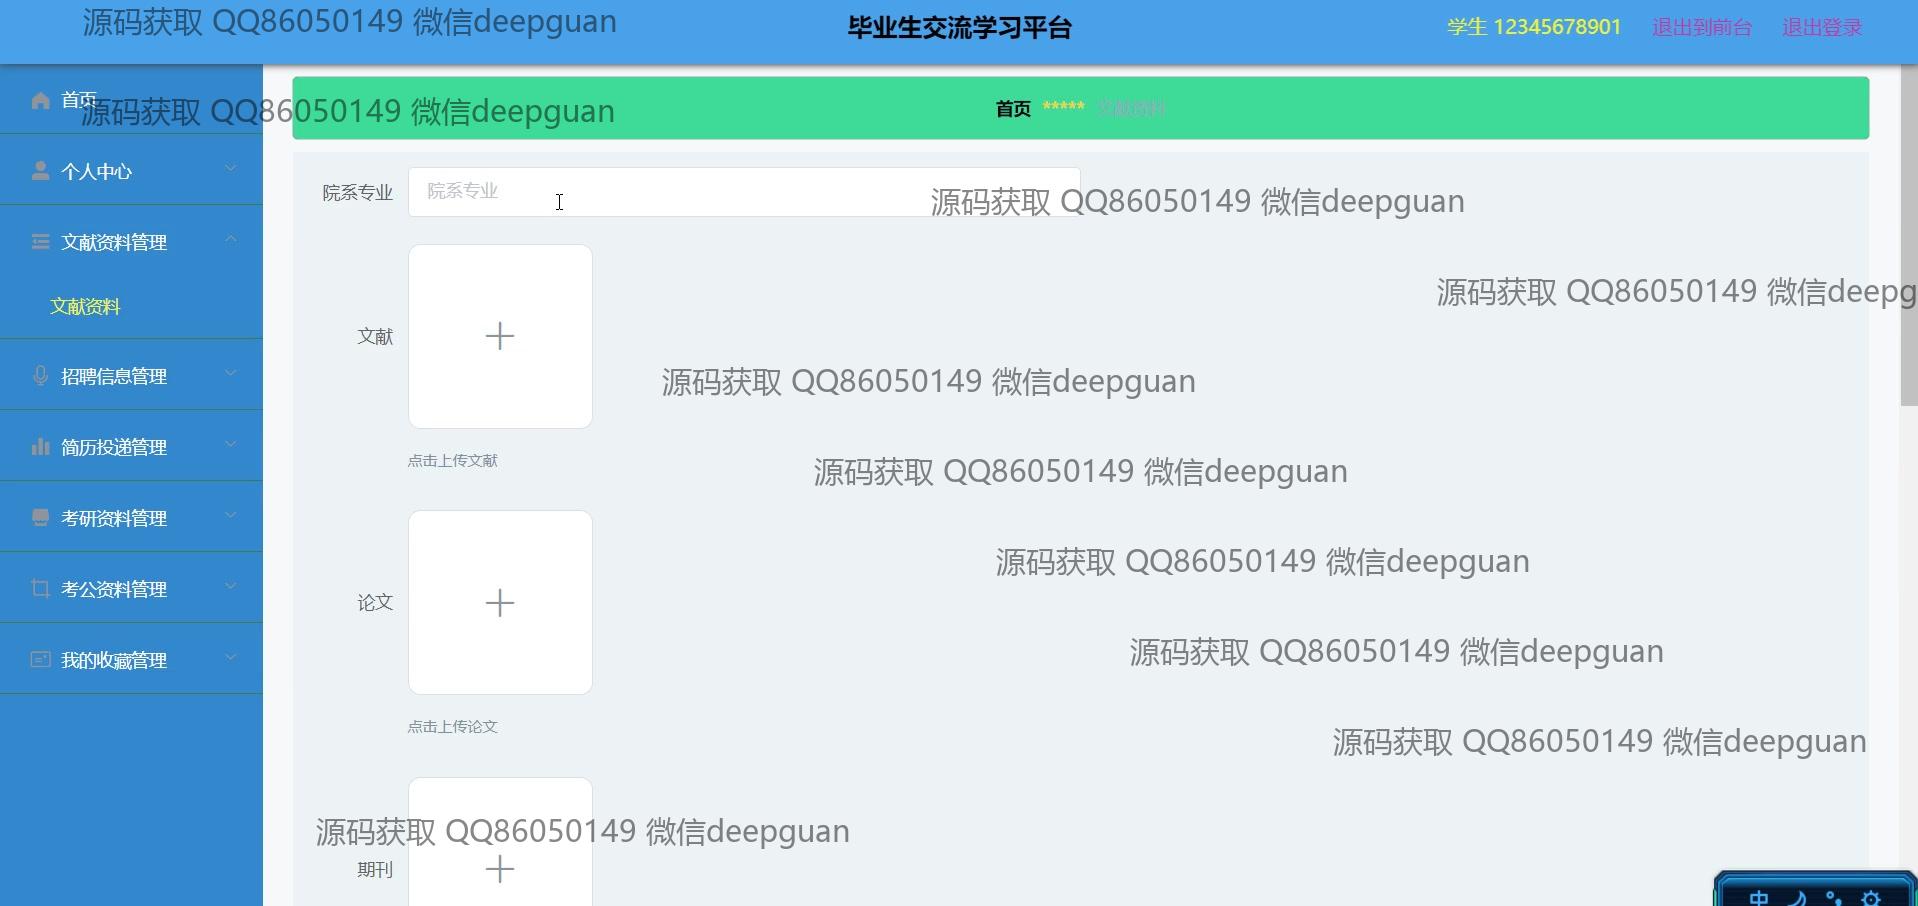 源码获取 QQ86050149 微信deepguan
毕业生交流学习平台
学生 12345678901
退出到前台
退出登录
首页
源码获取 QQ86050149 微信deepguan
首页 ***** 文献资料
个人中心
院系专业
院系专业
源码获取 QQ86050149 微信deepguan
文献资料管理
文献资料
源码获取 QQ86050149 微信deepg
文献
招聘信息管理
源码获取 QQ86050149 微信deepguan
简历投递管理
点击上传文献
源码获取 QQ86050149 微信deepguan
考研资料管理
源码获取 QQ86050149 微信deepguan
考公资料管理
论文
我的收藏管理
源码获取 QQ86050149 微信deepguan
点击上传论文
源码获取 QQ86050149 微信deepguan
源码获取 QQ86050149 微信deepguan
期刊
中